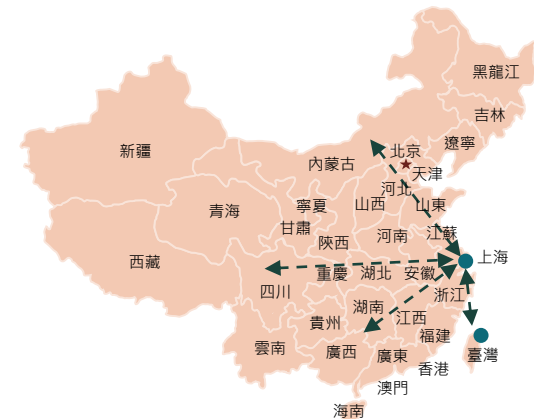 黑龍江
吉林
遼寧
北京
新疆
內蒙古
天津
河北
山西
山東
寧夏
青海
甘肅
陝西
河南
江蘇
上海
西藏
重慶
湖北
安徽
四川
浙江
湖南
江西
貴州
福建
雲南
廣西
廣東
臺灣
香港
澳門
海南